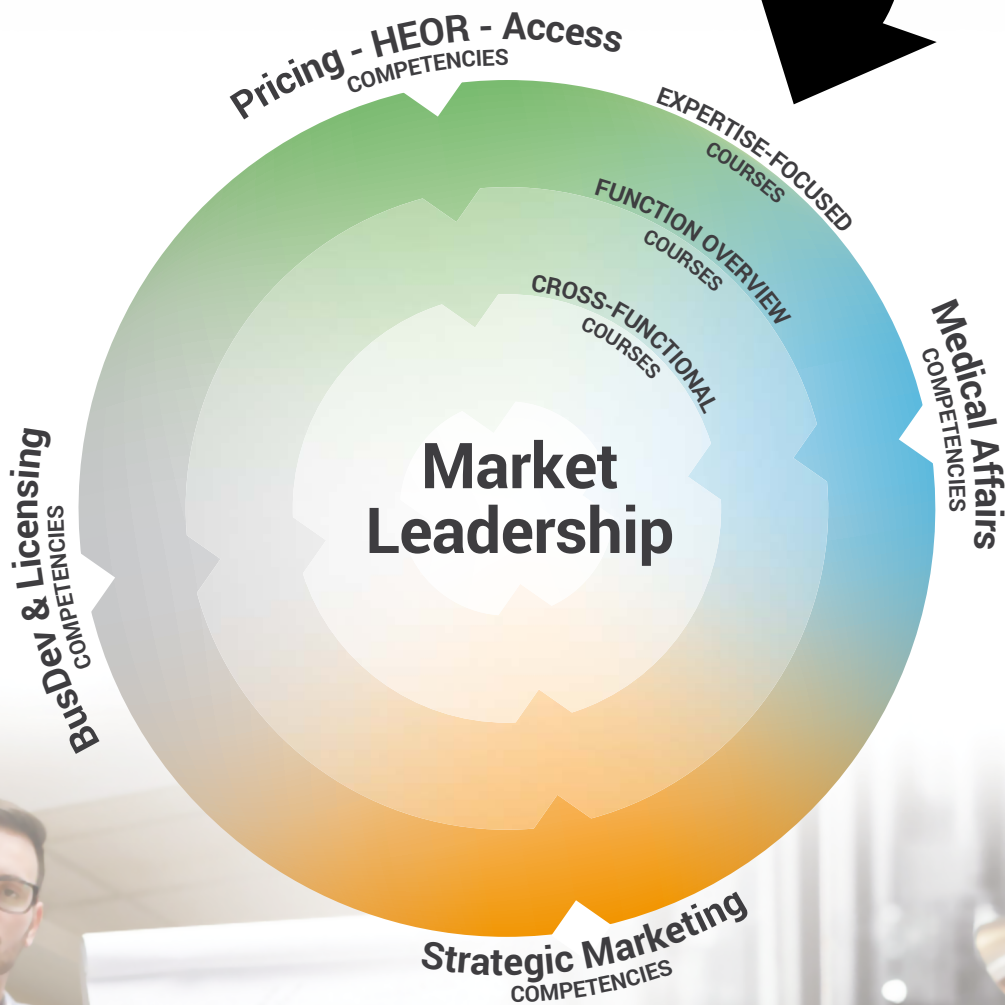 Pricing - HEOR - Access
COMPETENCIES
EXPERTISE-FOCUSED
COURSES
FUNCTION OVERVIEW
COURSES
CROSS-FUNCTIONAL
COURSES
Medical Affairs
COMPETENCIES
Market
Leadership
BusDev & Licensing
COMPETENCIES
Strategic Marketing
COMPETENCIES